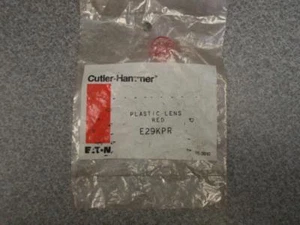 Cutler-Hammer
PLASTIC LENS
RED
E29KPR
EATON